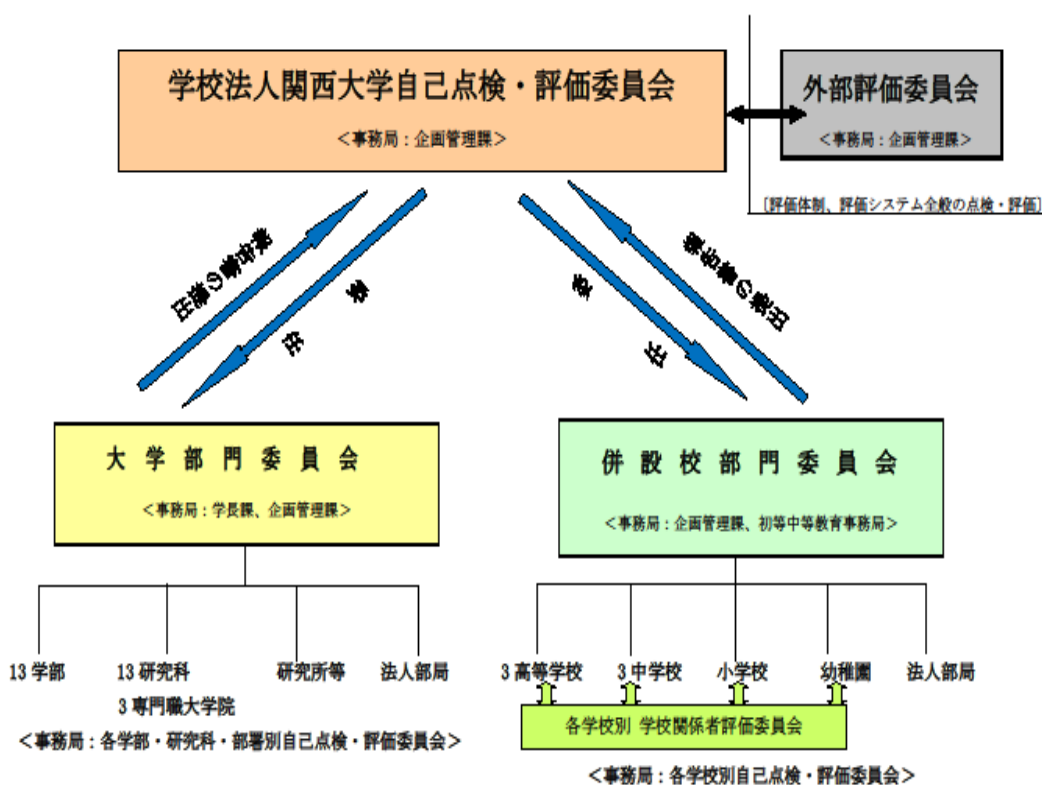 学校法人関西大学自己点検・評価委員会
＜事務局：企画管理課＞
外部評価委員会
＜事務局：企画管理課＞
［評価体制、評価システム全般の点検・評価］
報告書の提出
委任
委任
報告書の提出
大学部門委員会
＜事務局：学長課、企画管理課＞
併設校部門委員会
＜事務局：企画管理課、初等中等教育事務局＞
13学部
13研究科
研究所等
法人部局
3専門職大学院
＜事務局：各学部・研究科・部署別自己点検・評価委員会＞
3高等学校
3中学校
小学校
幼稚園
法人部局
各学校別 学校関係者評価委員会
＜事務局：各学校別自己点検・評価委員会＞